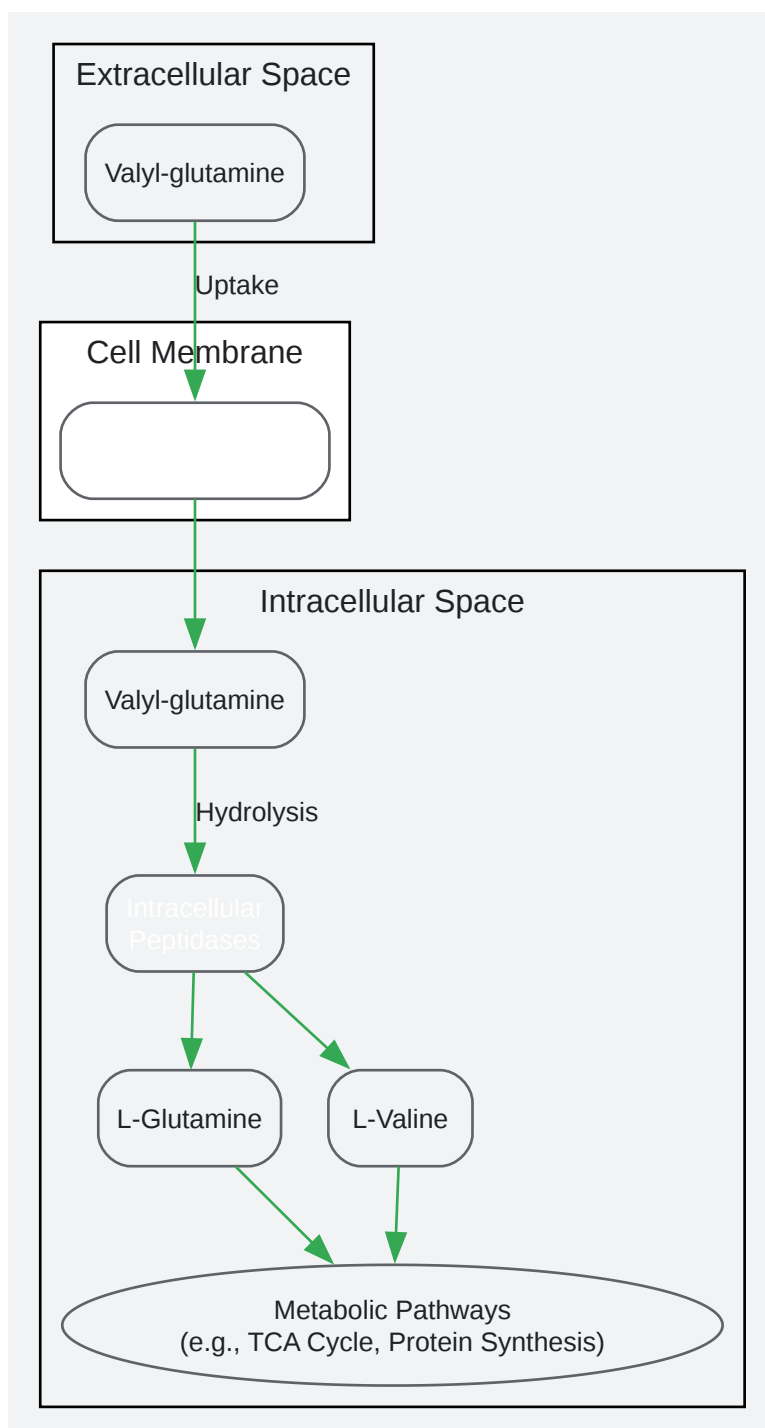 Extracellular Space
Valyl-glutamine
Uptake
Cell Membrane
Intracellular Space
Valyl-glutamine
Hydrolysis
Intracellular
Peptidases
L-Glutamine
L-Valine
Metabolic Pathways
(e.g., TCA Cycle, Protein Synthesis)